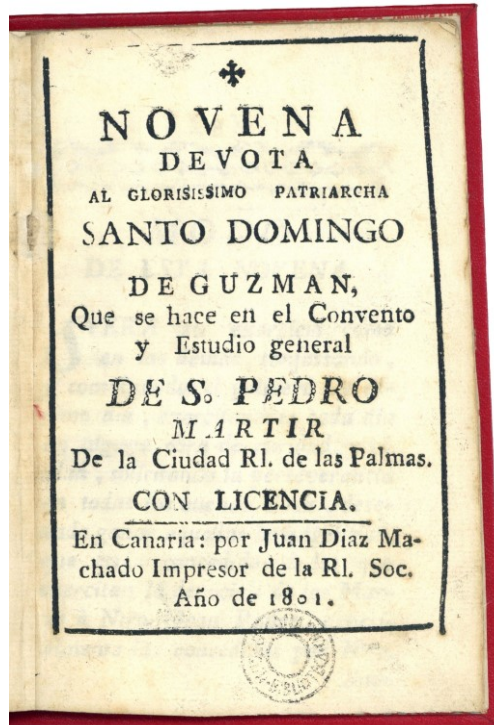 NOVENA
DEVOTA
AL GLORISISSIMO PATRIARCHA
SANTO DOMINGO
DE GUZMAN,
Que se hace en el Convento
y Estudio general
DE S. PEDRO
MARTIR
De la Ciudad Rl. de las Palmas.
CON LICENCIA.
En Canaria: por Juan Diaz Ma-
chado Impresor de la Rl. Soc.
Año de 1801.